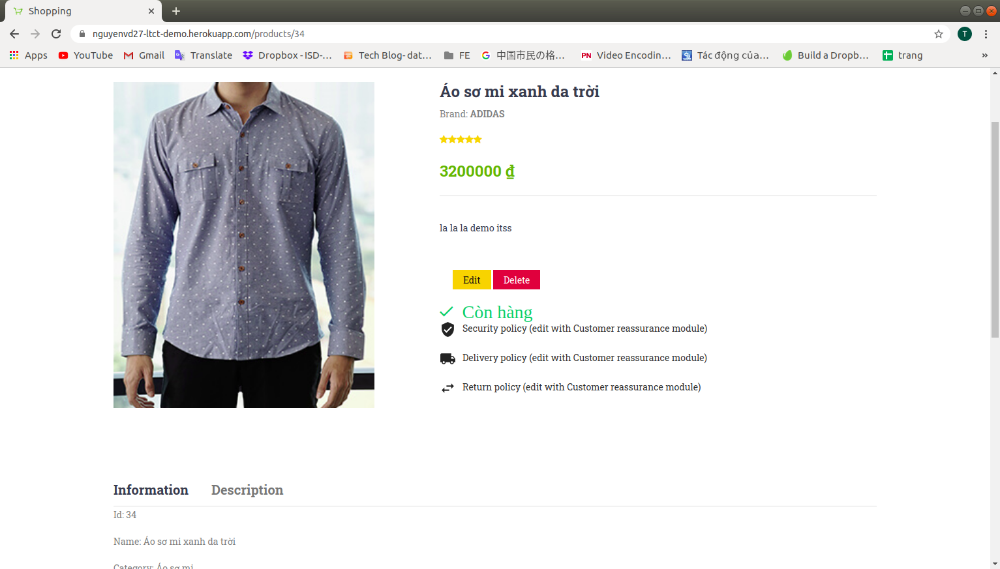 Shopping
nguyenvd27-ltct-demo.herokuapp.com/products/34
T
Apps YouTube Gmail Translate Dropbox - ISD-... Tech Blog- dat... FE 中国市民の格... PN Video Encodin... Tác động của... Build a Dropb... trang »
Áo sơ mi xanh da trời
Brand: ADIDAS
3200000 ₫
la la la demo itss
Edit Delete
Còn hàng
Security policy (edit with Customer reassurance module)
Delivery policy (edit with Customer reassurance module)
Return policy (edit with Customer reassurance module)
Information Description
Id: 34
Name: Áo sơ mi xanh da trời
Category: Áo sơ mi